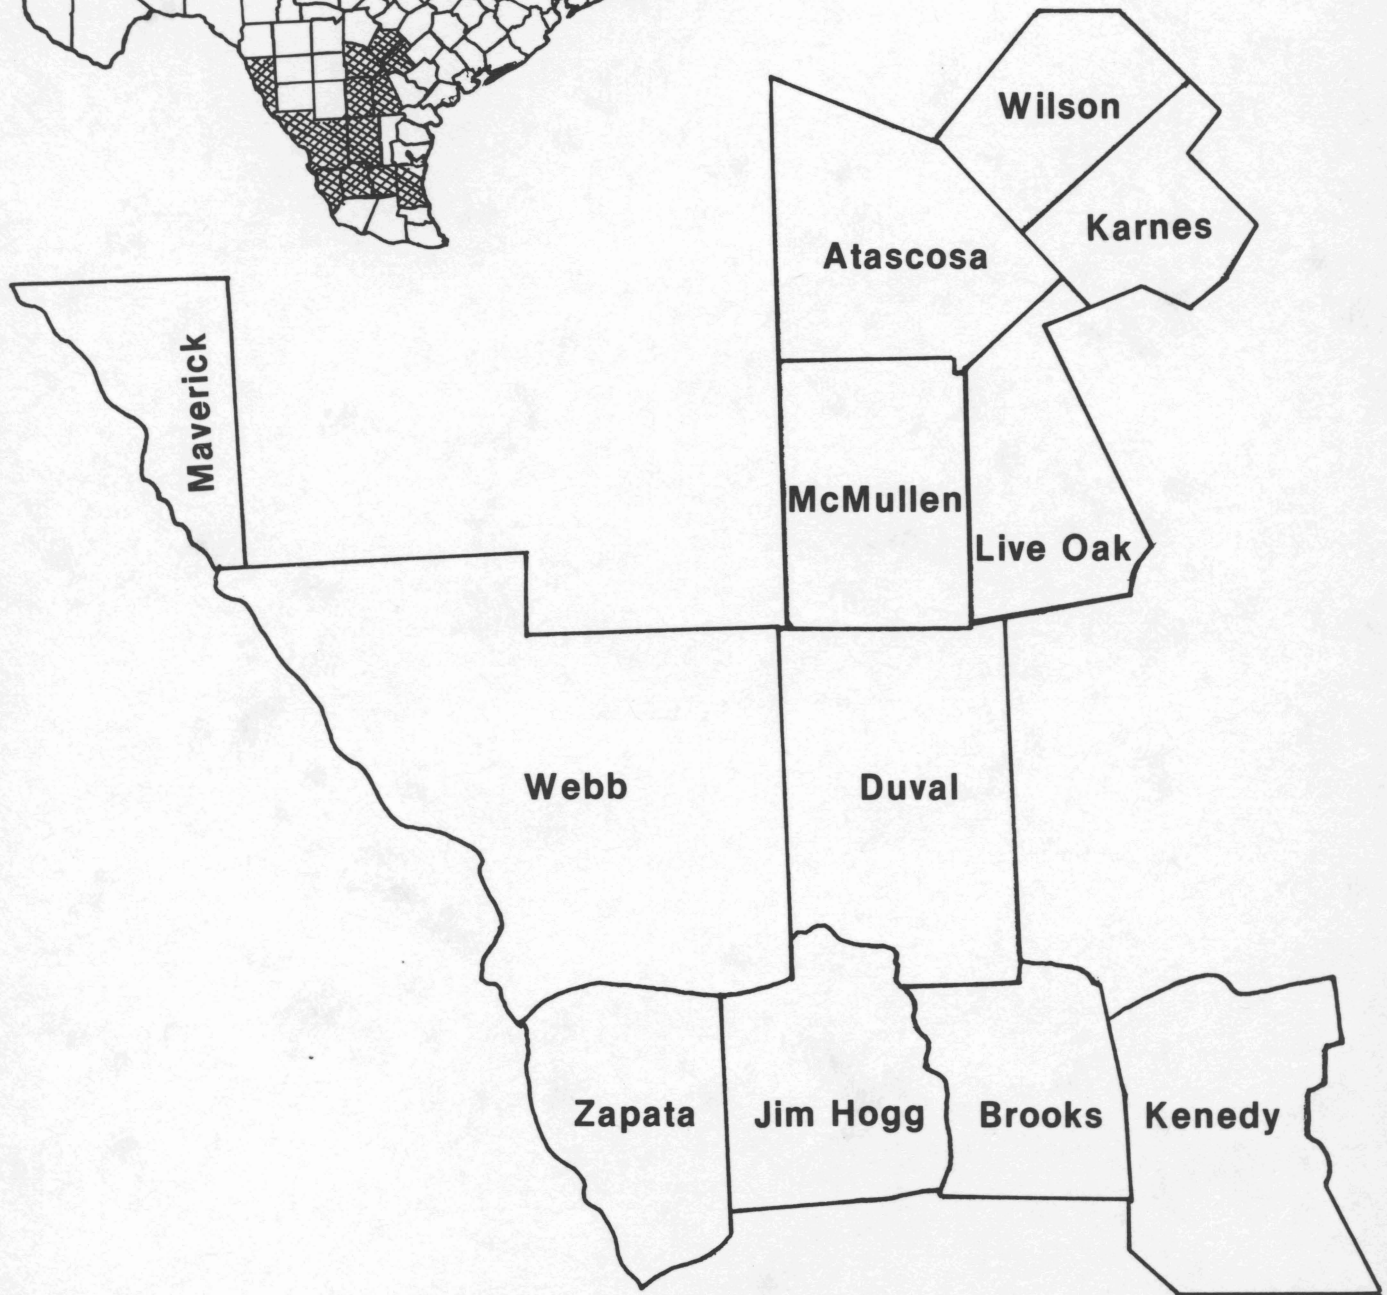 Wilson
Karnes
Atascosa
Maverick
McMullen
Live Oak
Webb
Duval
Zapata
Jim Hogg
Brooks
Kenedy